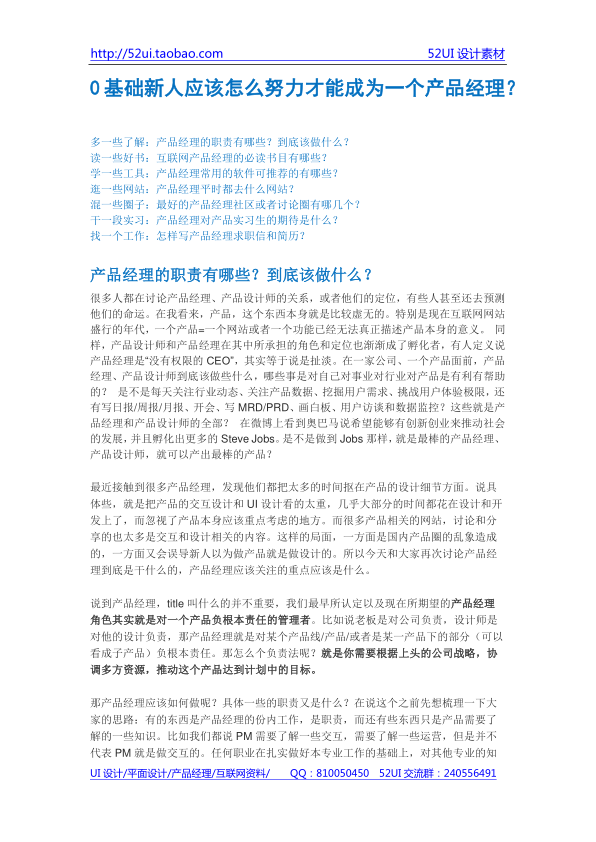 http://52ui.taobao.com 52UI 设计素材
0 基础新人应该怎么努力才能成为一个产品经理？
多一些了解：产品经理的职责有哪些？到底该做什么？
读一些好书：互联网产品经理的必读书目有哪些？
学一些工具：产品经理常用的软件可推荐的有哪些？
逛一些网站：产品经理平时都去什么网站？
混一些圈子：最好的产品经理社区或者讨论圈有哪几个？
干一段实习：产品经理对产品实习生的期待是什么？
找一个工作：怎样写产品经理求职信和简历？
产品经理的职责有哪些？到底该做什么？
很多人都在讨论产品经理、产品设计师的关系，或者他们的定位，有些人甚至还去预测
他们的命运。在我看来，产品，这个东西本身就是比较虚无的。特别是现在互联网网站
盛行的年代，一个产品=一个网站或者一个功能已经无法真正描述产品本身的意义。 同
样，产品设计师和产品经理在其中所承担的角色和定位也渐渐成了孵化者，有人定义说
产品经理是“没有权限的 CEO”，其实等于说是扯淡。在一家公司、一个产品面前，产品
经理、产品设计师到底该做些什么，哪些事是对自己对事业对行业对产品是有利有帮助
的？ 是不是每天关注行业动态、关注产品数据、挖掘用户需求、挑战用户体验极限，还
有写日报/周报/月报、开会、写 MRD/PRD、画白板、用户访谈和数据监控？这些就是产
品经理和产品设计师的全部？ 在微博上看到奥巴马说希望能够有创新创业来推动社会
的发展，并且孵化出更多的 Steve Jobs。是不是做到 Jobs 那样，就是最棒的产品经理、
产品设计师，就可以产出最棒的产品？
最近接触到很多产品经理，发现他们都把太多的时间抠在产品的设计细节方面。说具
体些，就是把产品的交互设计和 UI 设计看的太重，几乎大部分的时间都花在设计和开
发上了，而忽视了产品本身应该重点考虑的地方。而很多产品相关的网站，讨论和分
享的也太多是交互和设计相关的内容。这样的局面，一方面是国内产品圈的乱象造成
的，一方面又会误导新人以为做产品就是做设计的。所以今天和大家再次讨论产品经
理到底是干什么的，产品经理应该关注的重点应该是什么。
说到产品经理，title 叫什么的并不重要，我们最早所认定以及现在所期望的产品经理
角色其实就是对一个产品负根本责任的管理者。比如说老板是对公司负责，设计师是
对他的设计负责，那产品经理就是对某个产品线/产品/或者是某一产品下的部分（可以
看成子产品）负根本责任。那怎么个负责法呢？就是你需要根据上头的公司战略，协
调多方资源，推动这个产品达到计划中的目标。
那产品经理应该如何做呢？具体一些的职责又是什么？在说这个之前先想梳理一下大
家的思路：有的东西是产品经理的份内工作，是职责，而还有些东西只是产品需要了
解的一些知识。比如我们都说 PM 需要了解一些交互，需要了解一些运营，但是并不
代表 PM 就是做交互的。任何职业在扎实做好本专业工作的基础上，对其他专业的知
UI 设计/平面设计/产品经理/互联网资料/ QQ：810050450 52UI 交流群：240556491